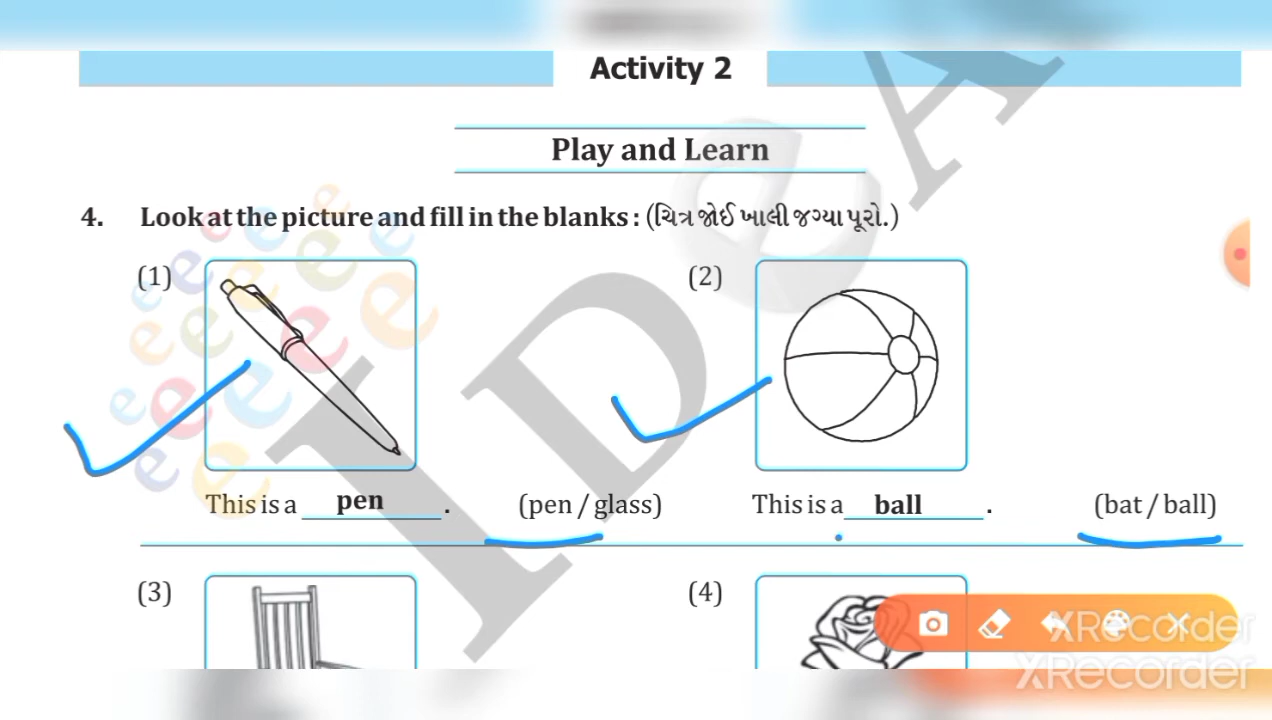 Activity 2
Play and Learn
4. Look at the picture and fill in the blanks : (ચિત્ર જોઈ ખાલી જગ્યા પૂરો.)
(1) (2)
This is a pen . (pen / glass) This is a ball . (bat / ball)
(3) (4)
IDeA
XRecorder
XRecorder